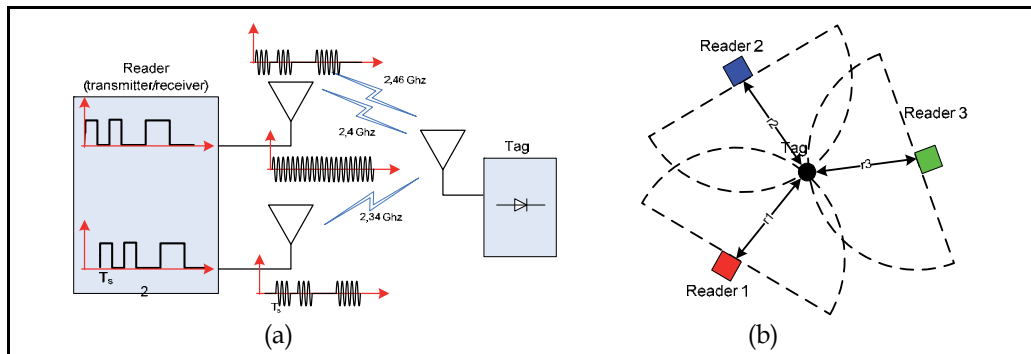 Reader
(transmitter/receiver)
2,46 Ghz
2,4 Ghz
Tag
2,34 Ghz
Ts
2
Ts
(a)
Reader 2
Reader 3
r2
Tag
r3
r1
Reader 1
(b)